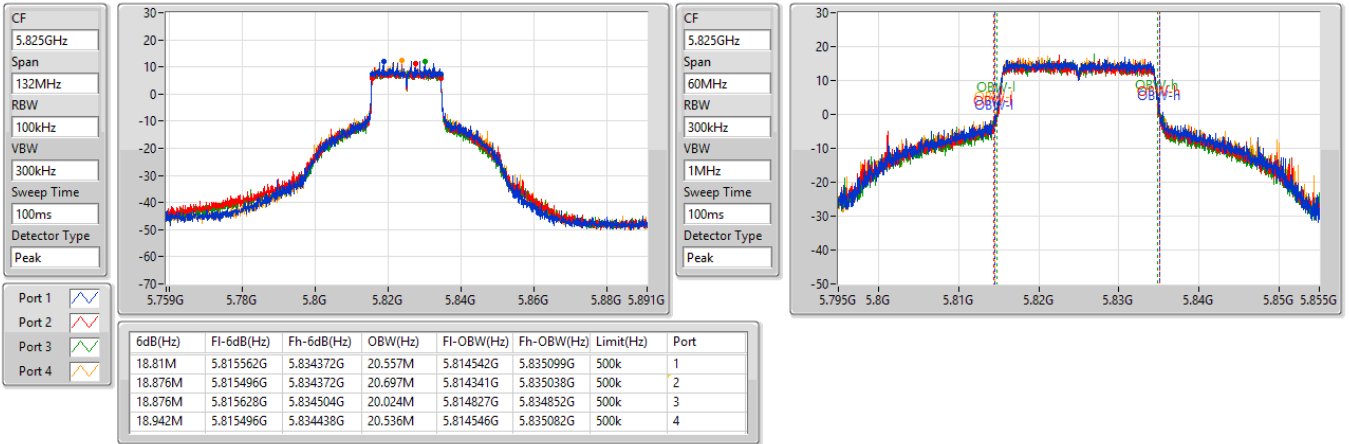 CF
5.825GHz
Span
132MHz
RBW
100kHz
VBW
300kHz
Sweep Time
100ms
Detector Type
Peak
30
20
10
0
-10
-20
-30
-40
-50
-60
-70
5.759G 5.78G 5.8G 5.82G 5.84G 5.86G 5.88G 5.891G
CF
5.825GHz
Span
60MHz
RBW
300kHz
VBW
1MHz
Sweep Time
100ms
Detector Type
Peak
30
20
10
0
-10
-20
-30
-40
-50
OBW-l OBW-h
OBW-l OBW-h
5.795G 5.8G 5.81G 5.82G 5.83G 5.84G 5.85G 5.855G
Port 1
Port 2
Port 3
Port 4
6dB(Hz) Fl-6dB(Hz) Fh-6dB(Hz) OBW(Hz) Fl-OBW(Hz) Fh-OBW(Hz) Limit(Hz) Port
18.81M 5.815562G 5.834372G 20.557M 5.814542G 5.835099G 500k 1
18.876M 5.815496G 5.834372G 20.697M 5.814341G 5.835038G 500k 2
18.876M 5.815628G 5.834504G 20.024M 5.814827G 5.834852G 500k 3
18.942M 5.815496G 5.834438G 20.536M 5.814546G 5.835082G 500k 4